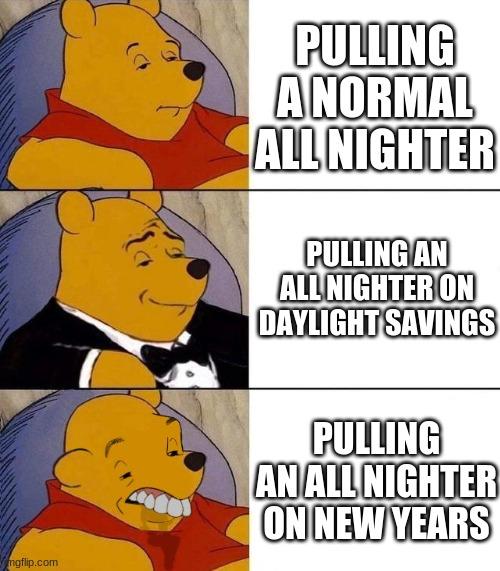 PULLING
A NORMAL
ALL NIGHTER
PULLING AN
ALL NIGHTER ON
DAYLIGHT SAVINGS
PULLING
AN ALL NIGHTER
ON NEW YEARS
imgflip.com